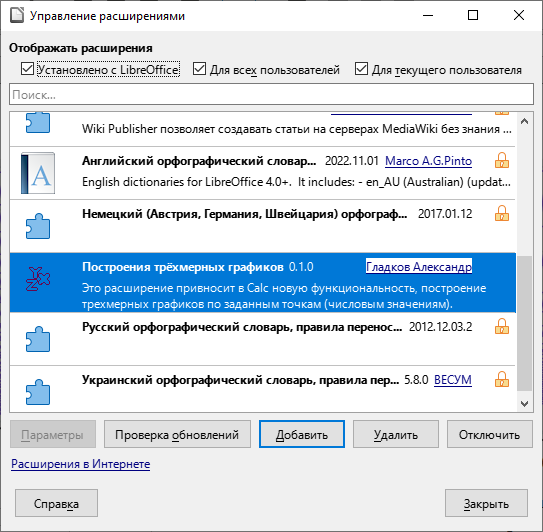 Управление расширениями
Отображать расширения
Установлено с LibreOffice Для всех пользователей Для текущего пользователя
Поиск...
Wiki Publisher позволяет создавать статьи на серверах MediaWiki без знания ...
Английский орфографический словар... 2022.11.01 Marco A.G.Pinto
English dictionaries for LibreOffice 4.0+. It includes: - en_AU (Australian) (updat...
Немецкий (Австрия, Германия, Швейцария) орфограф... 2017.01.12
Построения трёхмерных графиков 0.1.0 Гладков Александр
Это расширение привносит в Calc новую функциональность, построение
трехмерных графиков по заданным точкам (числовым значениям).
Русский орфографический словарь, правила перенос... 2012.12.03.2
Украинский орфографический словарь, правила пер... 5.8.0 ВЕСУМ
Параметры Проверка обновлений Добавить Удалить Отключить
Расширения в Интернете
Справка Закрыть